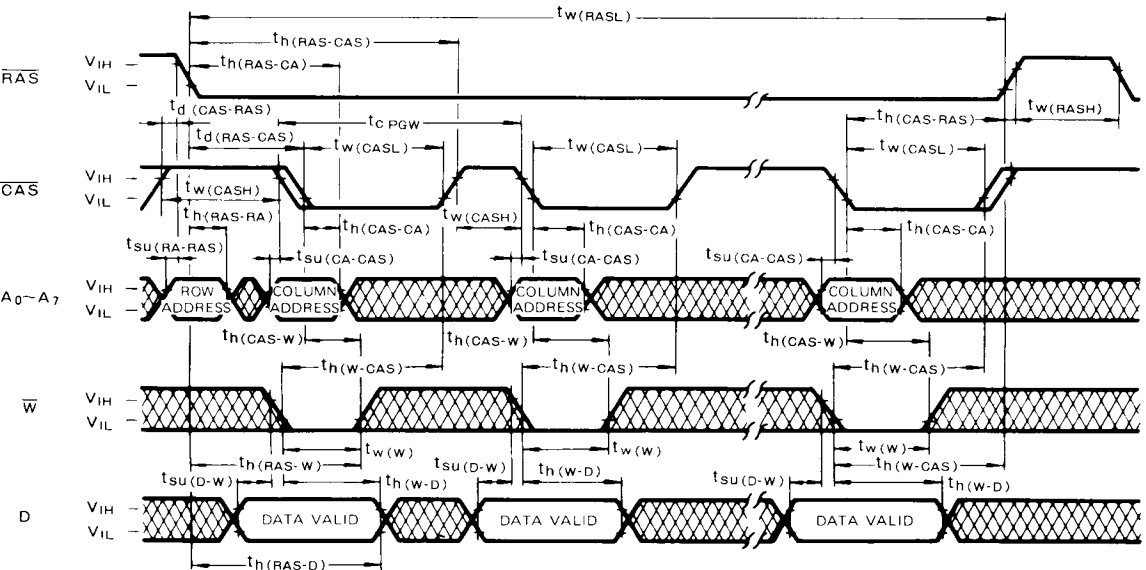 tw(RASL)
th(RAS-CAS)
th(RAS-CA)
RAS
VIH
VIL
td(CAS-RAS)
tc PGW
th(CAS-RAS)
tw(RASH)
td(RAS-CAS)
tw(CASL)
tw(CASL)
tw(CASL)
CAS
VIH
VIL
tw(CASH)
th(RAS-RA)
tw(CASH)
th(CAS-CA)
th(CAS-CA)
th(CAS-CA)
tsu(RA-RAS)
tsu(CA-CAS)
tsu(CA-CAS)
tsu(CA-CAS)
A0~A7
VIH
VIL
ROW ADDRESS
COLUMN ADDRESS
COLUMN ADDRESS
COLUMN ADDRESS
th(CAS-W)
th(CAS-W)
th(CAS-W)
th(W-CAS)
th(W-CAS)
th(W-CAS)
W
VIH
VIL
tw(W)
tw(W)
tw(W)
th(RAS-W)
tsu(D-W)
th(W-D)
th(W-CAS)
tsu(D-W)
th(W-D)
tsu(D-W)
th(W-D)
D
VIH
VIL
DATA VALID
DATA VALID
DATA VALID
th(RAS-D)